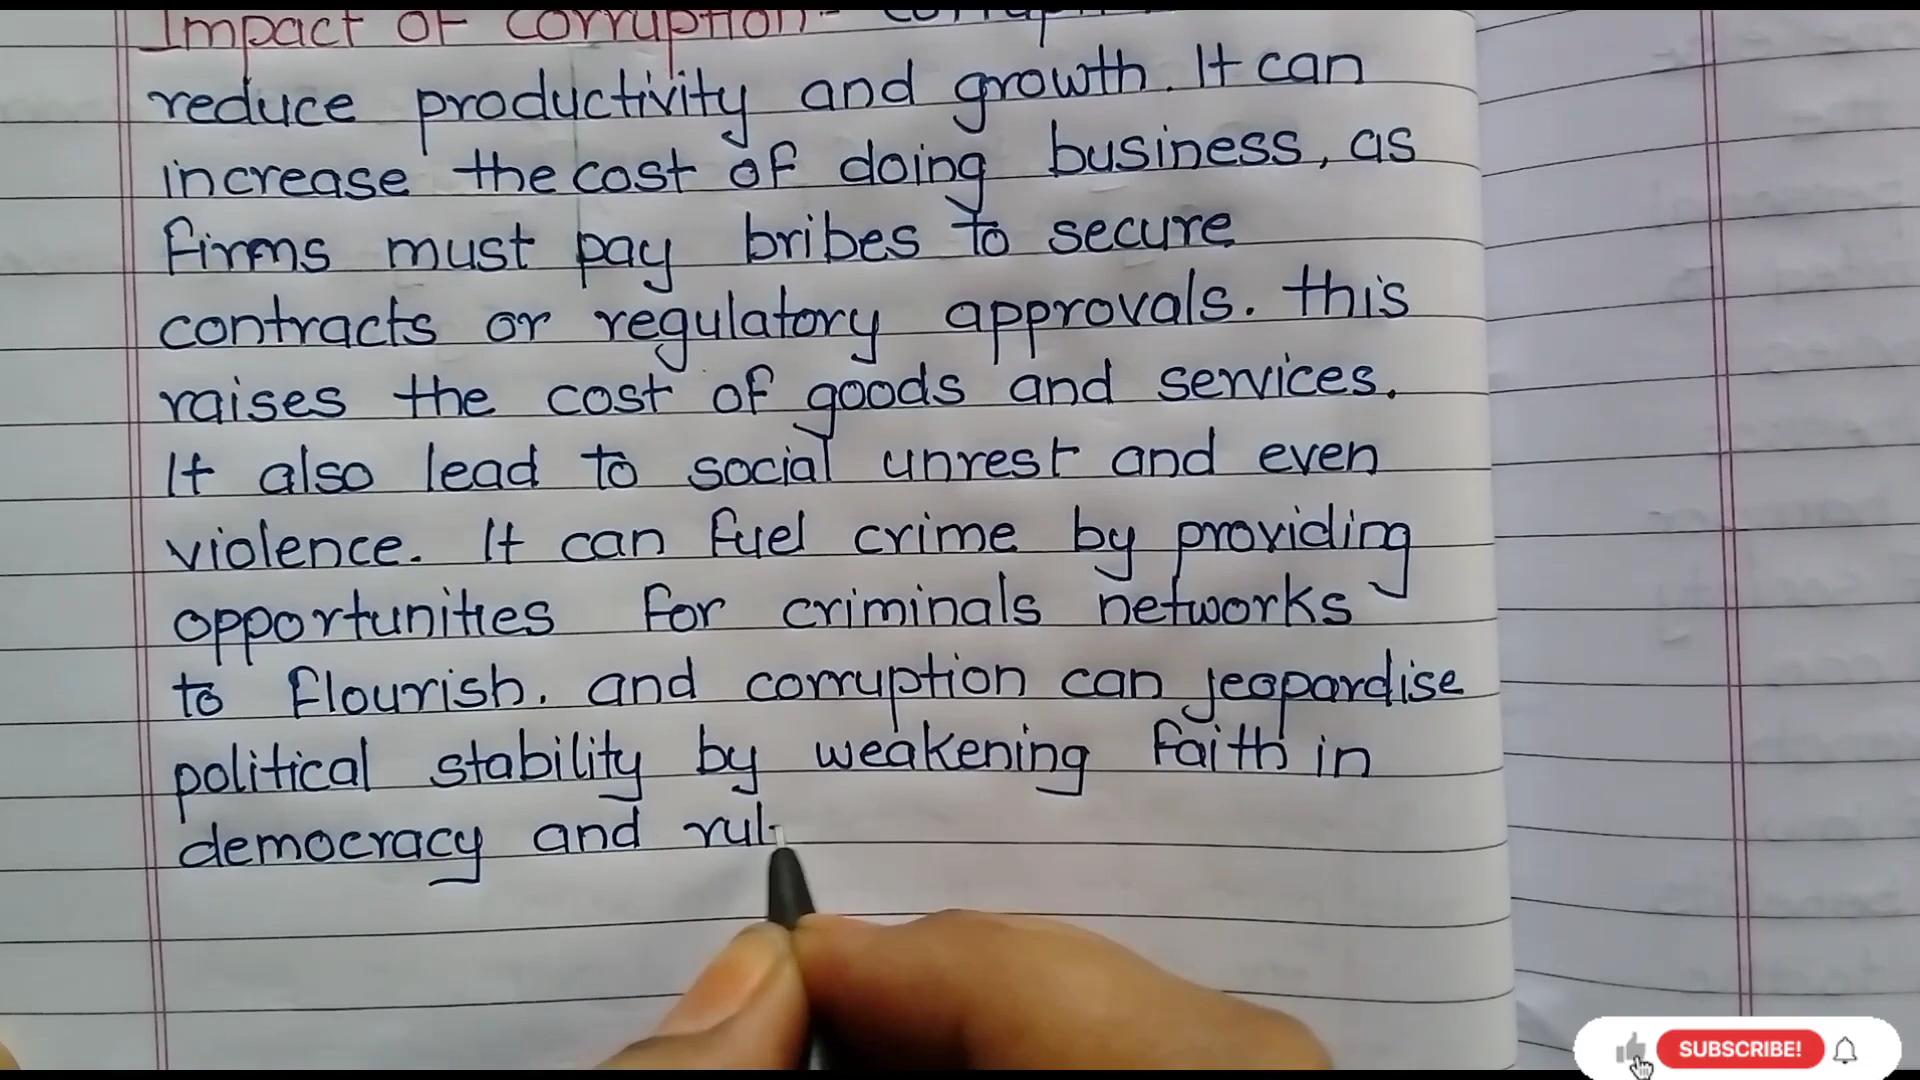 Impact of corruption:-
reduce productivity and growth. It can
increase the cost of doing business, as
firms must pay bribes to secure
contracts or regulatory approvals. this
raises the cost of goods and services.
It also lead to social unrest and even
violence. It can fuel crime by providing
opportunities for criminals networks
to flourish. and corruption can jeopardise
political stability by weakening faith in
democracy and rul
SUBSCRIBE!